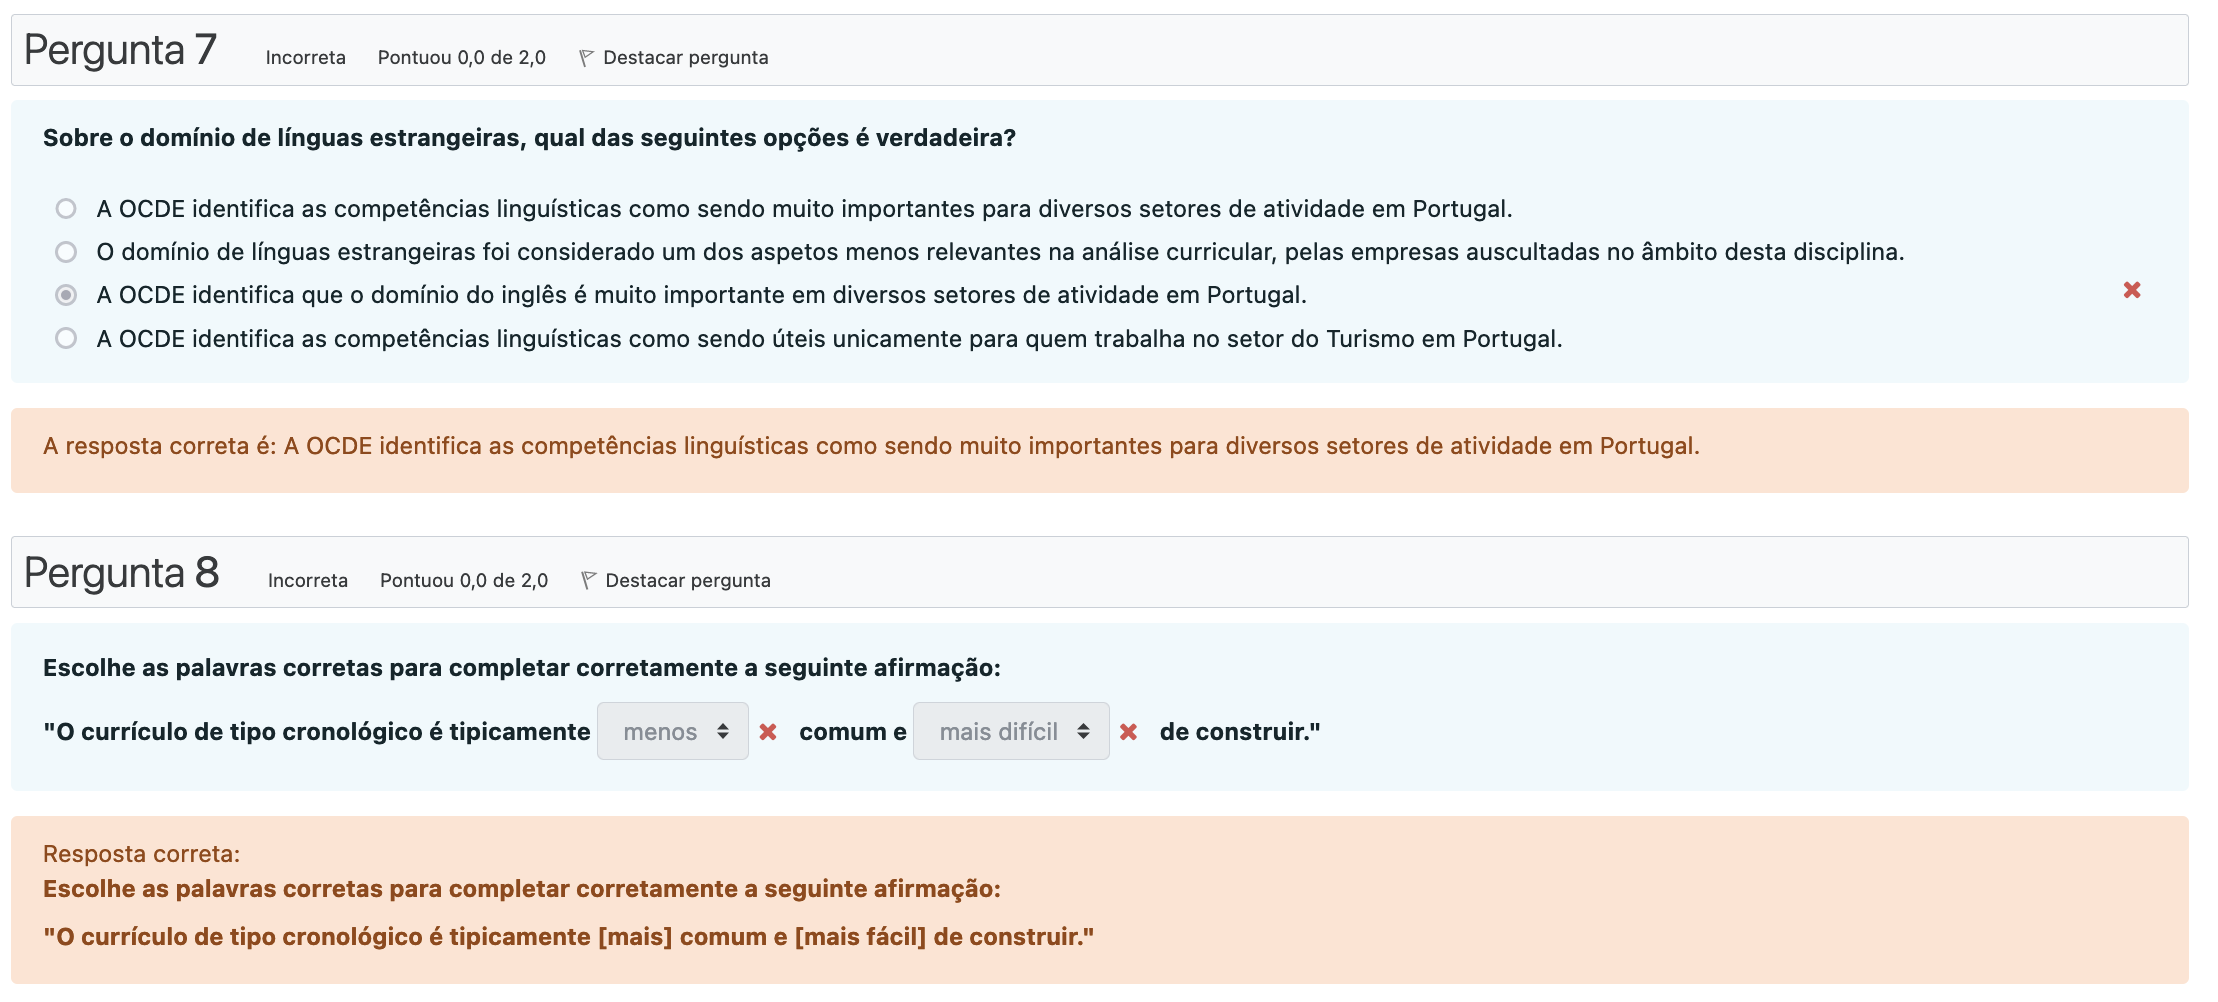 Pergunta 7 Incorreta Pontuou 0,0 de 2,0 Destacar pergunta
Sobre o domínio de línguas estrangeiras, qual das seguintes opções é verdadeira?
A OCDE identifica as competências linguísticas como sendo muito importantes para diversos setores de atividade em Portugal.
O domínio de línguas estrangeiras foi considerado um dos aspetos menos relevantes na análise curricular, pelas empresas auscultadas no âmbito desta disciplina.
A OCDE identifica que o domínio do inglês é muito importante em diversos setores de atividade em Portugal.
A OCDE identifica as competências linguísticas como sendo úteis unicamente para quem trabalha no setor do Turismo em Portugal.
A resposta correta é: A OCDE identifica as competências linguísticas como sendo muito importantes para diversos setores de atividade em Portugal.
Pergunta 8 Incorreta Pontuou 0,0 de 2,0 Destacar pergunta
Escolhe as palavras corretas para completar corretamente a seguinte afirmação:
"O currículo de tipo cronológico é tipicamente menos comum e mais difícil de construir."
Resposta correta:
Escolhe as palavras corretas para completar corretamente a seguinte afirmação:
"O currículo de tipo cronológico é tipicamente [mais] comum e [mais fácil] de construir."